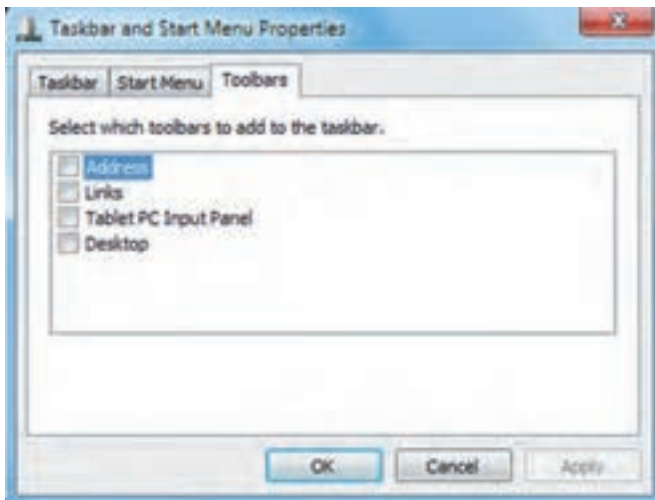 Taskbar and Start Menu Properties
Taskbar Start Menu Toolbars
Select which toolbars to add to the taskbar.
Address
Links
Tablet PC Input Panel
Desktop
OK Cancel Apply